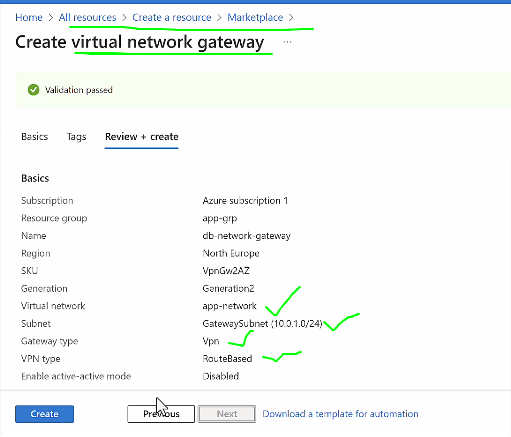 Home > All resources > Create a resource > Marketplace >
Create virtual network gateway ...
Validation passed
Basics Tags Review + create
Basics
Subscription Azure subscription 1
Resource group app-grp
Name db-network-gateway
Region North Europe
SKU VpnGw2AZ
Generation Generation2
Virtual network app-network
Subnet GatewaySubnet (10.0.1.0/24)
Gateway type Vpn
VPN type RouteBased
Enable active-active mode Disabled
Create Previous Next Download a template for automation